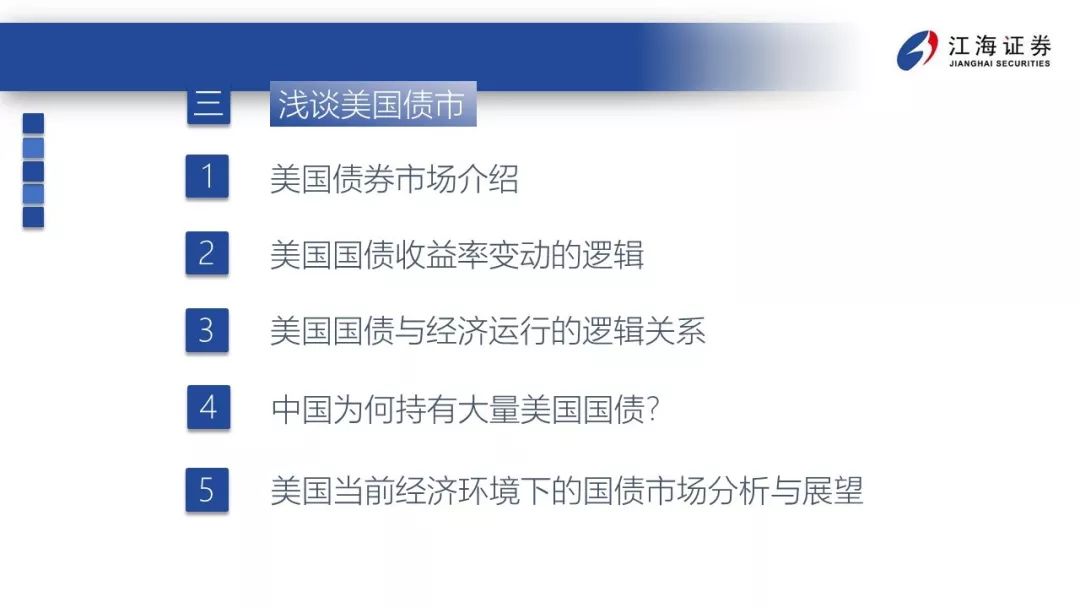 江海证券
JIANGHAI SECURITIES
三 浅谈美国债市
1 美国债券市场介绍
2 美国国债收益率变动的逻辑
3 美国国债与经济运行的逻辑关系
4 中国为何持有大量美国国债?
5 美国当前经济环境下的国债市场分析与展望